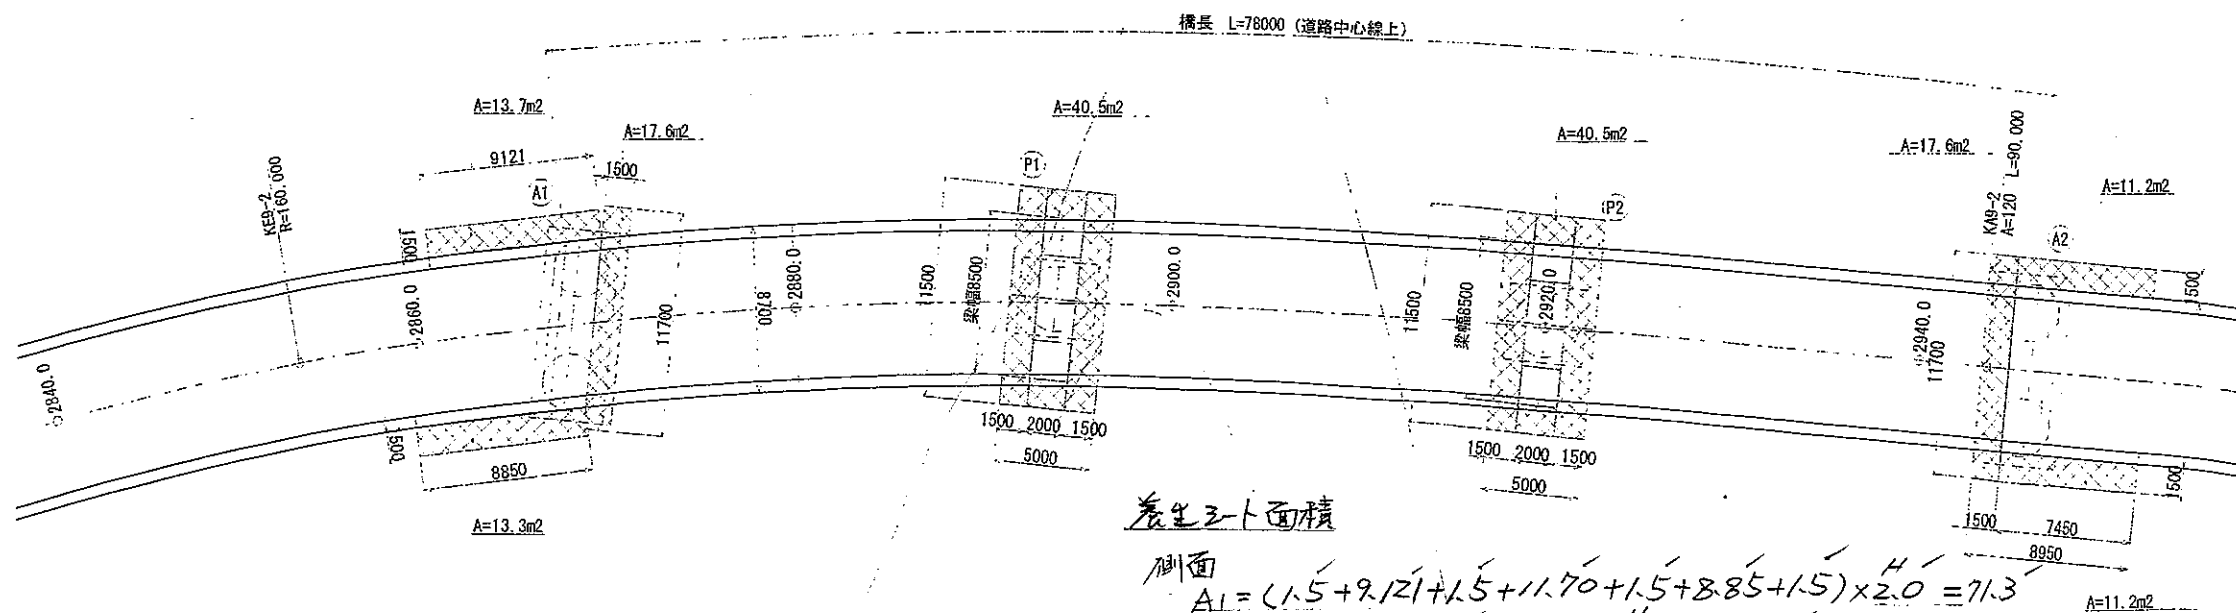 橋長 L=78000 (道路中心線上)
A=13.7m2
A=17.6m2
A=40.5m2
A=40.5m2
A=17.6m2
A=11.2m2
KE9-2
R=160.000
9121
1500
A1
P1
P2
KA9-2
A=120 L=90.000
A2
1500
2840.0
2860.0
11700
8700
2880.0
11500
梁幅8500
2900.0
11500
梁幅8500
2920.0
2940.0
11700
1500
8850
1500 2000 1500
5000
1500 2000 1500
5000
1500
1500 7450
8950
A=13.3m2
養生シート面積
側面
A1=(1.5+9.121+1.5+11.70+1.5+8.85+1.5)×2.0=71.3
H
A=11.2m2